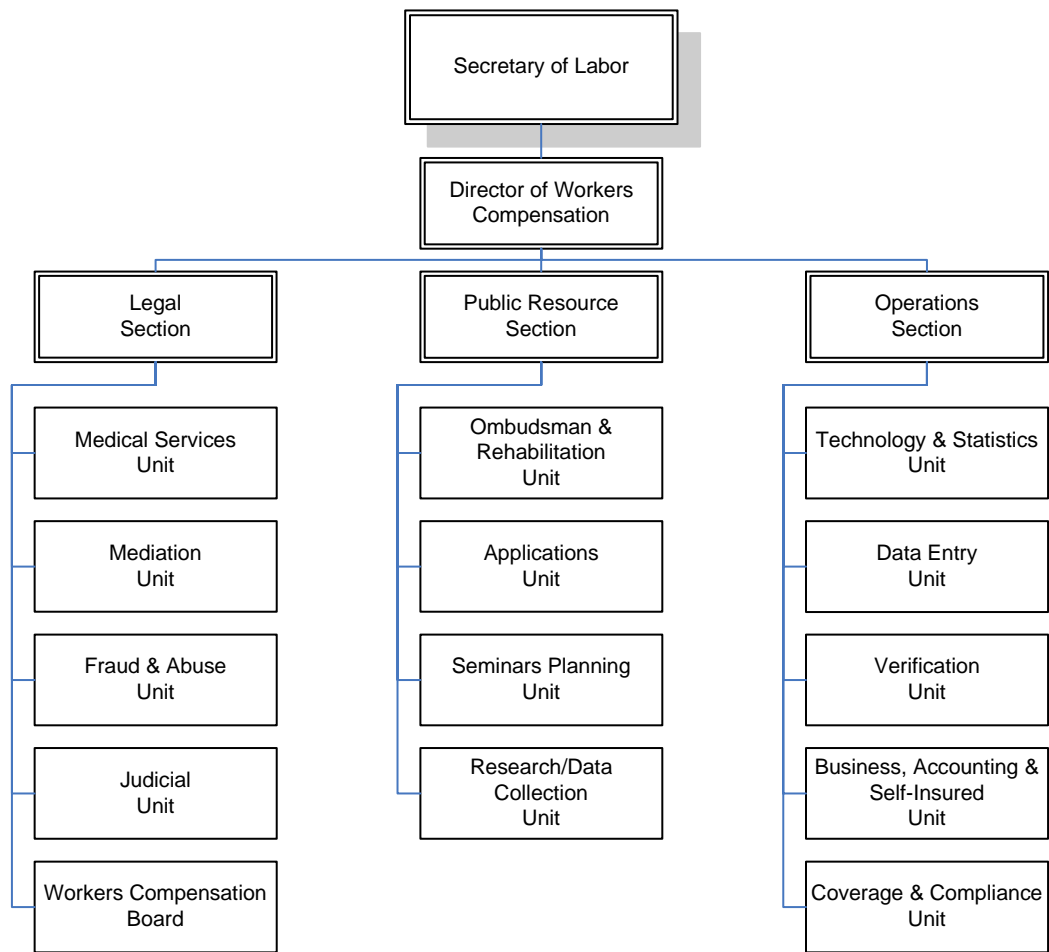 Secretary of Labor
Director of Workers
Compensation
Legal
Section
Public Resource
Section
Operations
Section
Medical Services
Unit
Mediation
Unit
Fraud & Abuse
Unit
Judicial
Unit
Workers Compensation
Board
Ombudsman &
Rehabilitation
Unit
Applications
Unit
Seminars Planning
Unit
Research/Data
Collection
Unit
Technology & Statistics
Unit
Data Entry
Unit
Verification
Unit
Business, Accounting &
Self-Insured
Unit
Coverage & Compliance
Unit